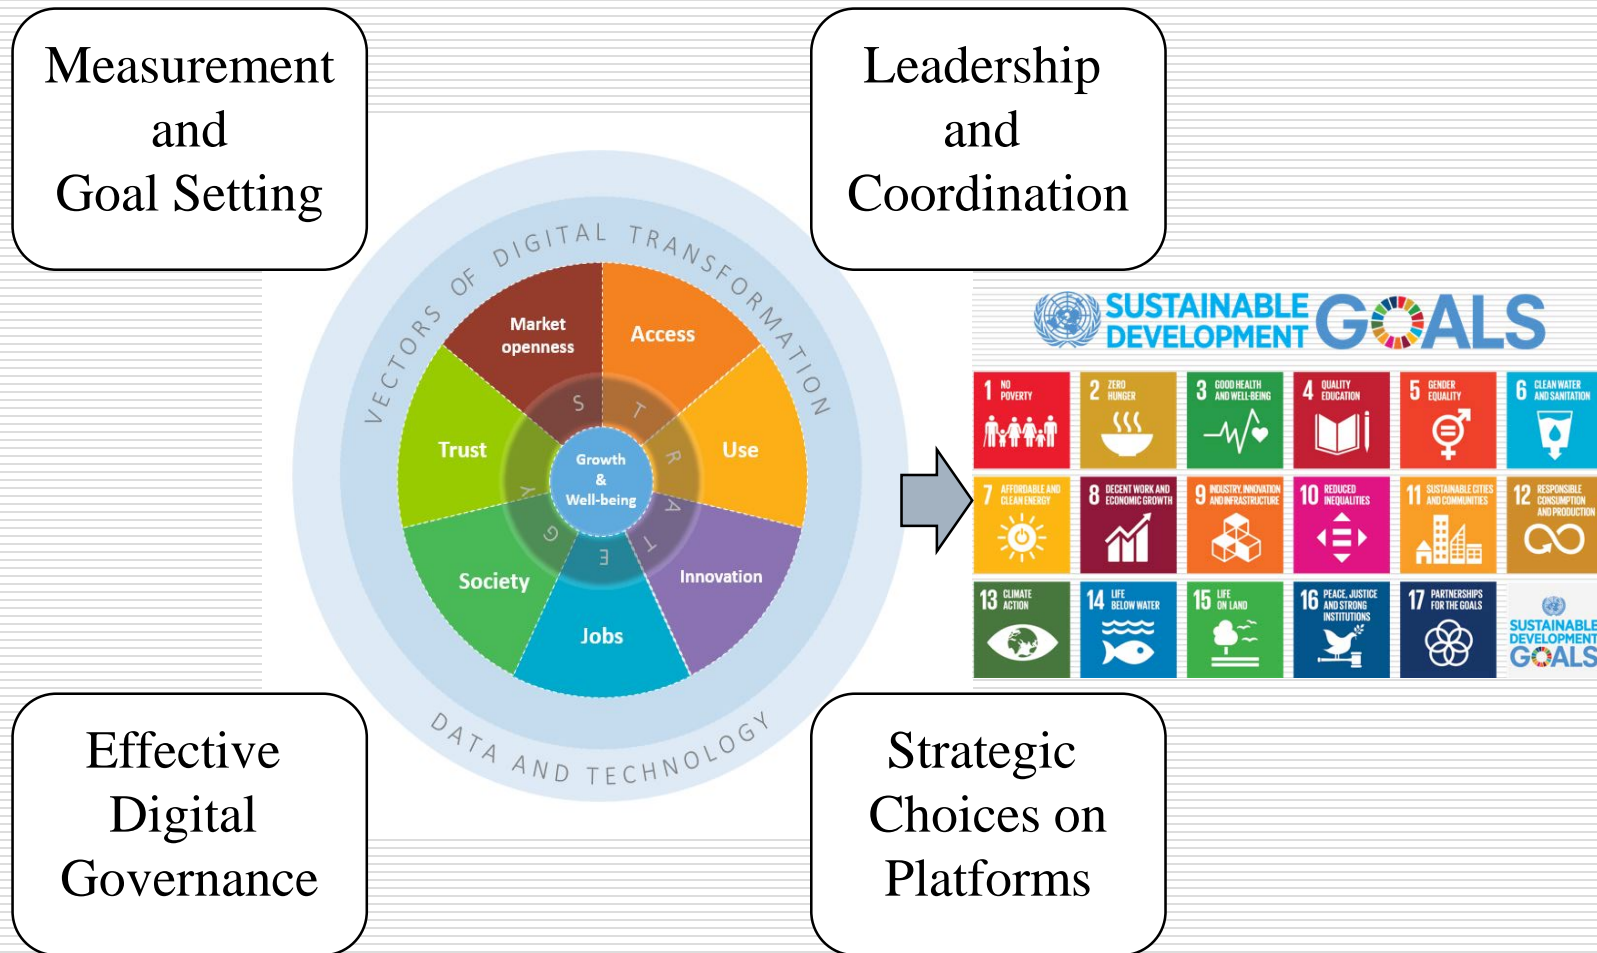 Measurement
and
Goal Setting
Leadership
and
Coordination
VECTORS OF DIGITAL TRANSFORMATION
Market
openness
Access
Trust
Use
STRATEGY
Growth
&
Well-being
Society
Innovation
Jobs
DATA AND TECHNOLOGY
SUSTAINABLE
DEVELOPMENT
GOALS
1 NO
POVERTY
2 ZERO
HUNGER
3 GOOD HEALTH
AND WELL-BEING
4 QUALITY
EDUCATION
5 GENDER
EQUALITY
6 CLEAN WATER
AND SANITATION
7 AFFORDABLE AND
CLEAN ENERGY
8 DECENT WORK AND
ECONOMIC GROWTH
9 INDUSTRY, INNOVATION
AND INFRASTRUCTURE
10 REDUCED
INEQUALITIES
11 SUSTAINABLE CITIES
AND COMMUNITIES
12 RESPONSIBLE
CONSUMPTION
AND PRODUCTION
13 CLIMATE
ACTION
14 LIFE
BELOW WATER
15 LIFE
ON LAND
16 PEACE, JUSTICE
AND STRONG
INSTITUTIONS
17 PARTNERSHIPS
FOR THE GOALS
SUSTAINABLE
DEVELOPMENT
GOALS
Effective
Digital
Governance
Strategic
Choices on
Platforms